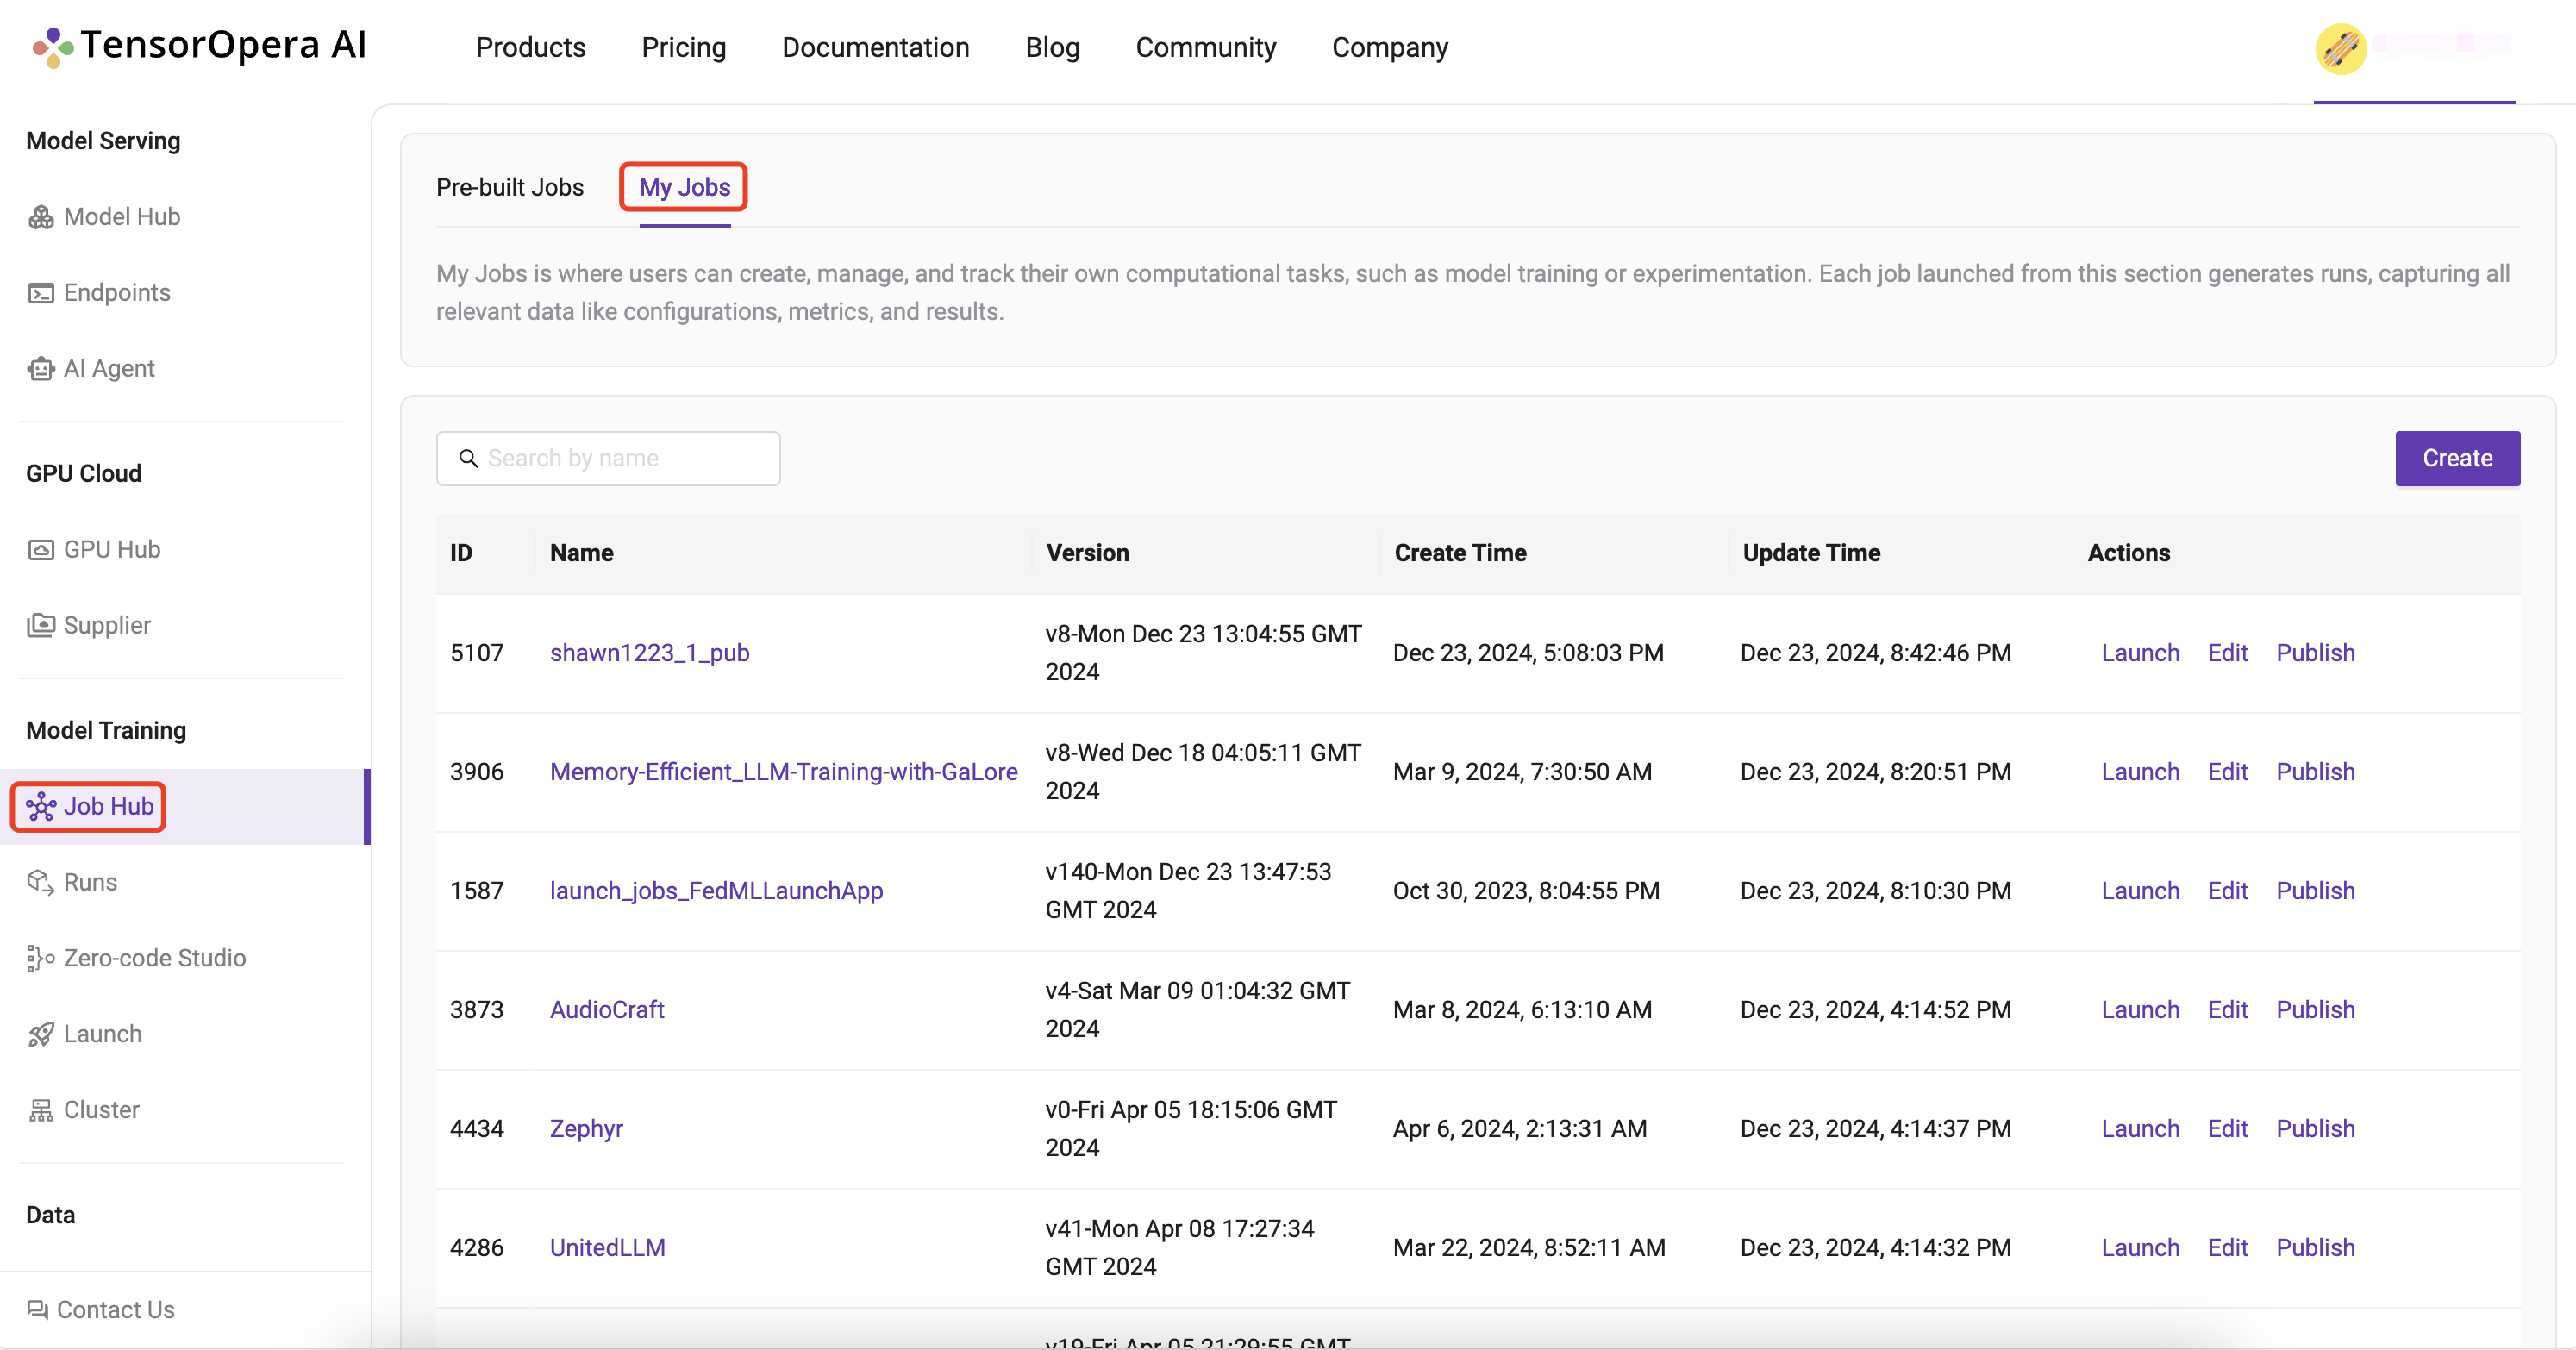 TensorOpera AI
Products Pricing Documentation Blog Community Company
Model Serving
Model Hub
Endpoints
AI Agent
GPU Cloud
GPU Hub
Supplier
Model Training
Job Hub
Runs
Zero-code Studio
Launch
Cluster
Data
Contact Us
Pre-built Jobs My Jobs
My Jobs is where users can create, manage, and track their own computational tasks, such as model training or experimentation. Each job launched from this section generates runs, capturing all
relevant data like configurations, metrics, and results.
Search by name
Create
ID Name Version Create Time Update Time Actions
5107 shawn1223_1_pub v8-Mon Dec 23 13:04:55 GMT 2024 Dec 23, 2024, 5:08:03 PM Dec 23, 2024, 8:42:46 PM Launch Edit Publish
3906 Memory-Efficient_LLM-Training-with-GaLore v8-Wed Dec 18 04:05:11 GMT 2024 Mar 9, 2024, 7:30:50 AM Dec 23, 2024, 8:20:51 PM Launch Edit Publish
1587 launch_jobs_FedMLLaunchApp v140-Mon Dec 23 13:47:53 GMT 2024 Oct 30, 2023, 8:04:55 PM Dec 23, 2024, 8:10:30 PM Launch Edit Publish
3873 AudioCraft v4-Sat Mar 09 01:04:32 GMT 2024 Mar 8, 2024, 6:13:10 AM Dec 23, 2024, 4:14:52 PM Launch Edit Publish
4434 Zephyr v0-Fri Apr 05 18:15:06 GMT 2024 Apr 6, 2024, 2:13:31 AM Dec 23, 2024, 4:14:37 PM Launch Edit Publish
4286 UnitedLLM v41-Mon Apr 08 17:27:34 GMT 2024 Mar 22, 2024, 8:52:11 AM Dec 23, 2024, 4:14:32 PM Launch Edit Publish
v19-Fri Apr 05 21:29:55 GMT